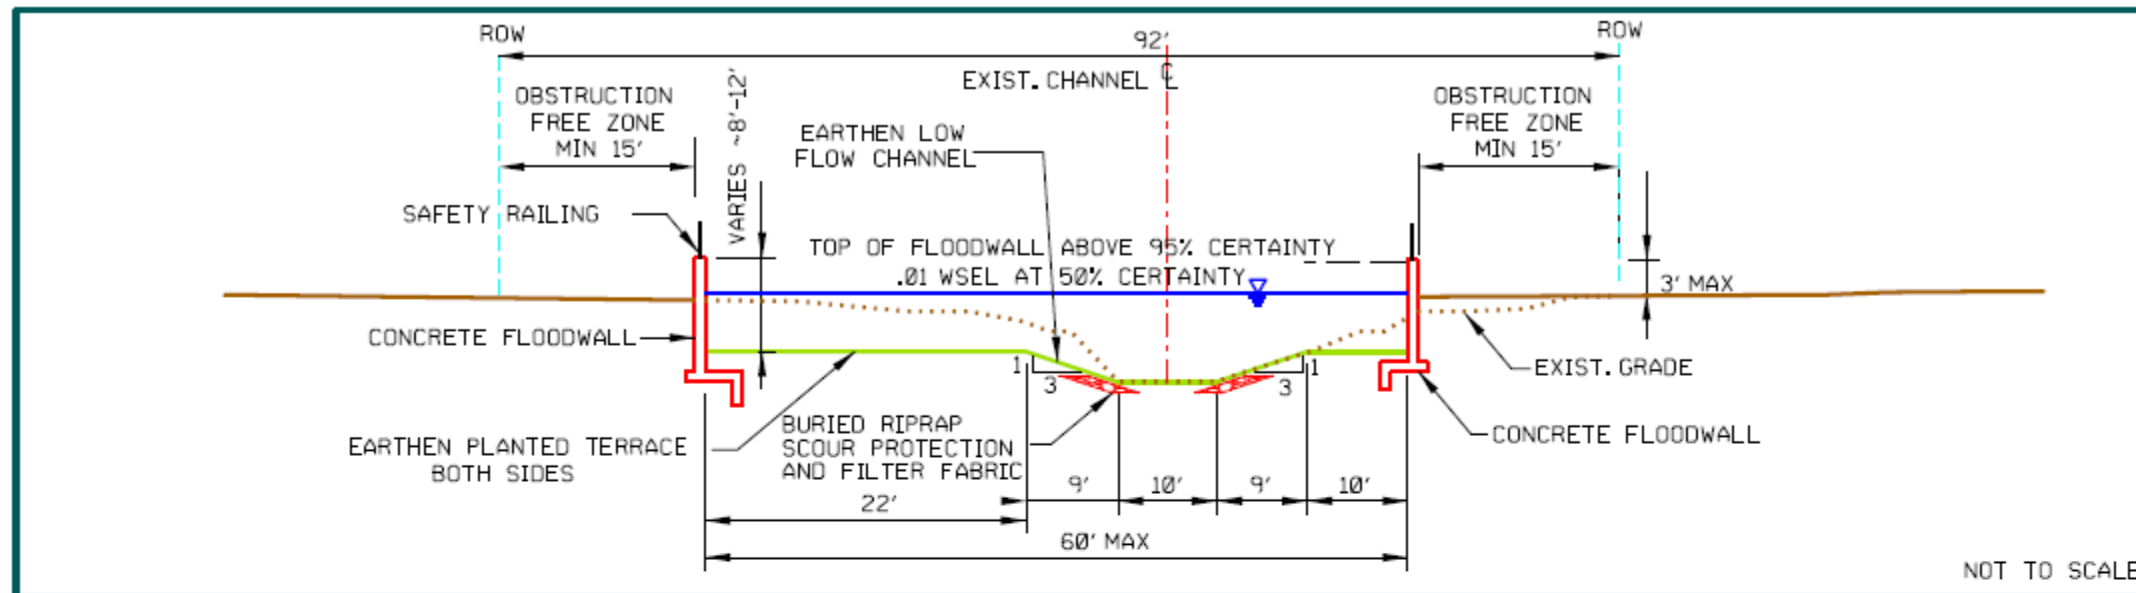 ROW
92'
ROW
EXIST. CHANNEL ℄
OBSTRUCTION
FREE ZONE
MIN 15'
VARIES ~8'-12'
EARTHEN LOW
FLOW CHANNEL
OBSTRUCTION
FREE ZONE
MIN 15'
SAFETY RAILING
TOP OF FLOODWALL ABOVE 95% CERTAINTY
.01 WSEL AT 50% CERTAINTY
3' MAX
CONCRETE FLOODWALL
1
3
3
1
EXIST. GRADE
EARTHEN PLANTED TERRACE
BOTH SIDES
BURIED RIPRAP
SCOUR PROTECTION
AND FILTER FABRIC
CONCRETE FLOODWALL
22'
9'
10'
9'
10'
60' MAX
NOT TO SCALE